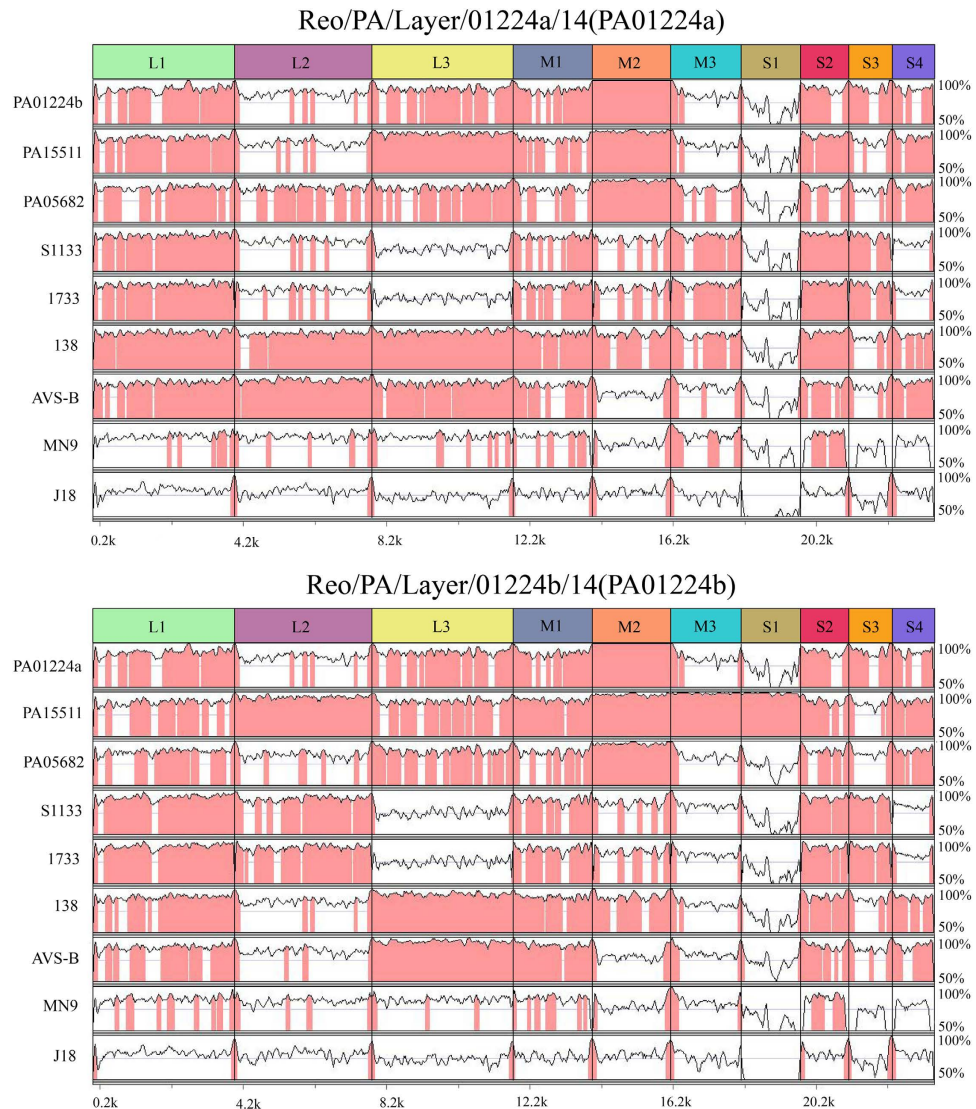 Reo/PA/Layer/01224a/14(PA01224a)
L1 L2 L3 M1 M2 M3 S1 S2 S3 S4
PA01224b 100% 50%
PA15511 100% 50%
PA05682 100% 50%
S1133 100% 50%
1733 100% 50%
138 100% 50%
AVS-B 100% 50%
MN9 100% 50%
J18 100% 50%
0.2k 4.2k 8.2k 12.2k 16.2k 20.2k
Reo/PA/Layer/01224b/14(PA01224b)
L1 L2 L3 M1 M2 M3 S1 S2 S3 S4
PA01224a 100% 50%
PA15511 100% 50%
PA05682 100% 50%
S1133 100% 50%
1733 100% 50%
138 100% 50%
AVS-B 100% 50%
MN9 100% 50%
J18 100% 50%
0.2k 4.2k 8.2k 12.2k 16.2k 20.2k